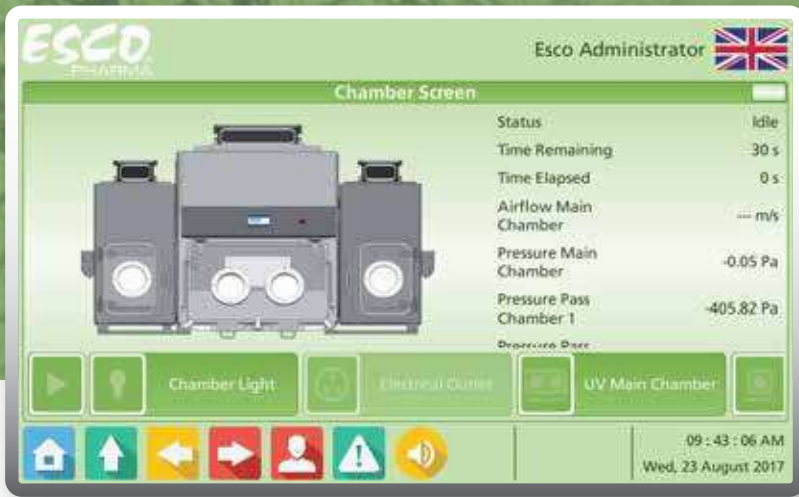 ESCO
PHARMA
Esco Administrator
Chamber Screen
Status Idle
Time Remaining 30 s
Time Elapsed 0 s
Airflow Main
Chamber --- m/s
Pressure Main
Chamber -0.05 Pa
Pressure Pass
Chamber 1 -405.82 Pa
Pressure Pass
Chamber Light
Electrical Outlet
UV Main Chamber
09 : 43 : 06 AM
Wed, 23 August 2017